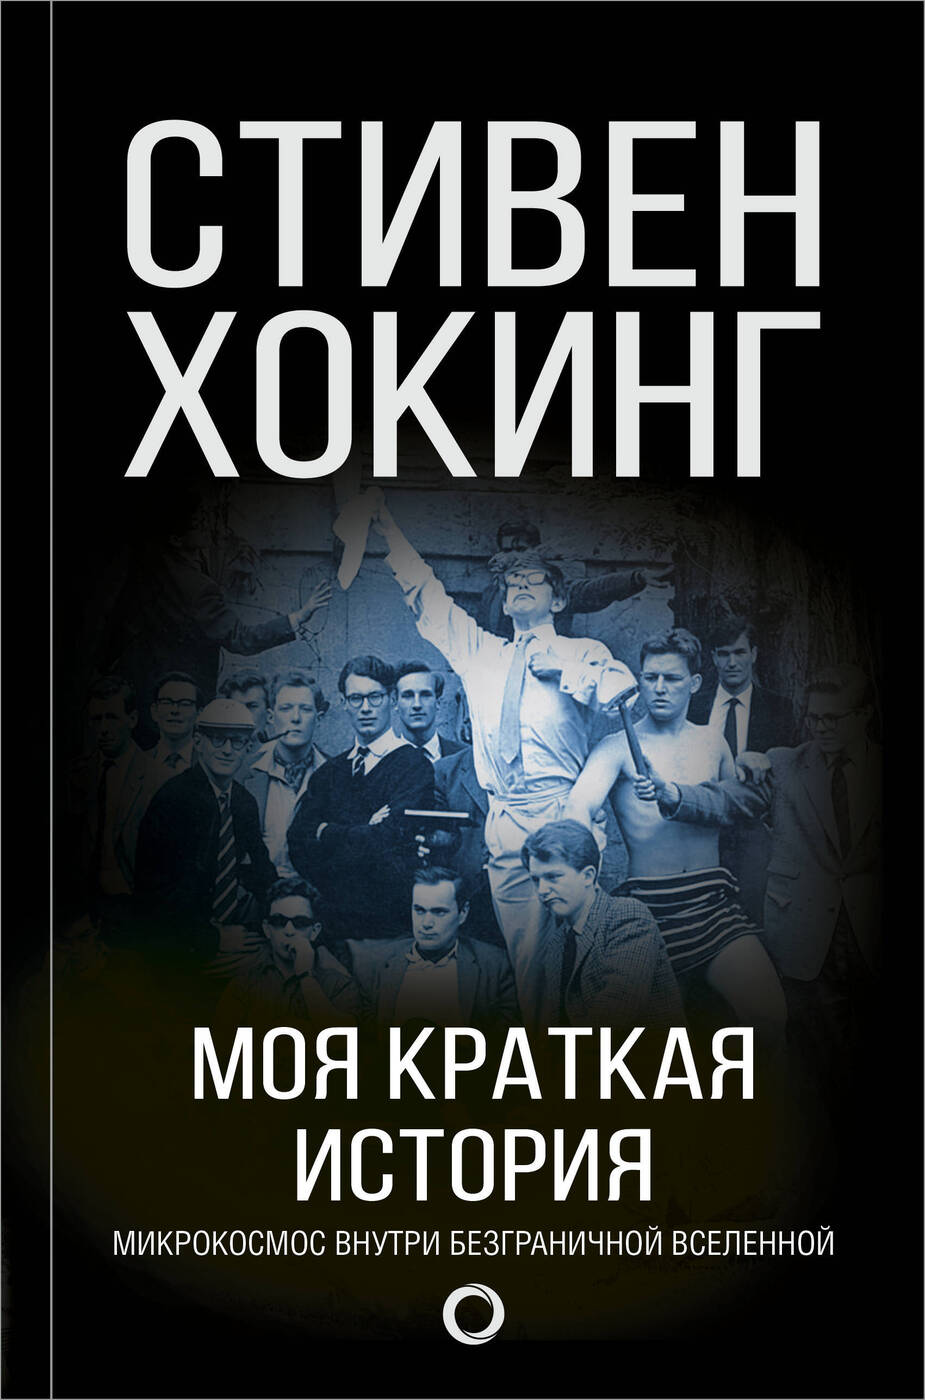 СТИВЕН
ХОКИНГ
МОЯ КРАТКАЯ
ИСТОРИЯ
МИКРОКОСМОС ВНУТРИ БЕЗГРАНИЧНОЙ ВСЕЛЕННОЙ